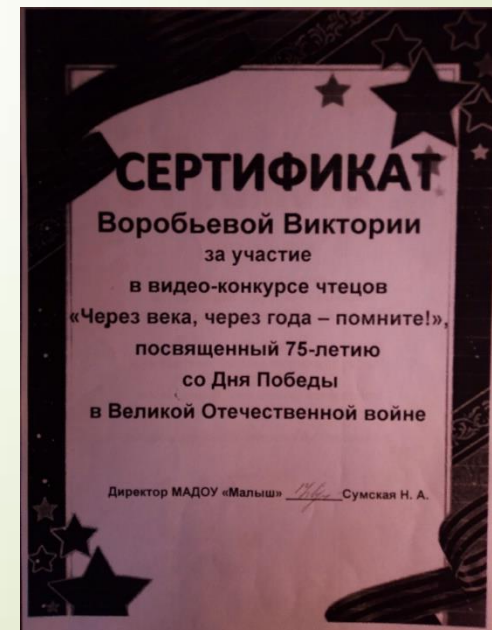 СЕРТИФИКАТ
Воробьевой Виктории
за участие
в видео-конкурсе чтецов
«Через века, через года – помните!»,
посвященный 75-летию
со Дня Победы
в Великой Отечественной войне
Директор МАДОУ «Малыш» ________Сумская Н. А.